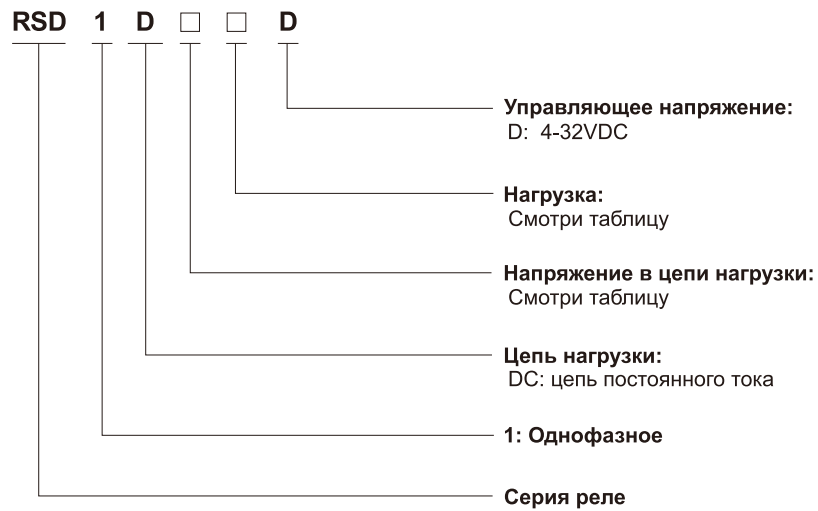 RSD 1 D □ □ D
Управляющее напряжение:
D: 4-32VDC
Нагрузка:
Смотри таблицу
Напряжение в цепи нагрузки:
Смотри таблицу
Цепь нагрузки:
DC: цепь постоянного тока
1: Однофазное
Серия реле